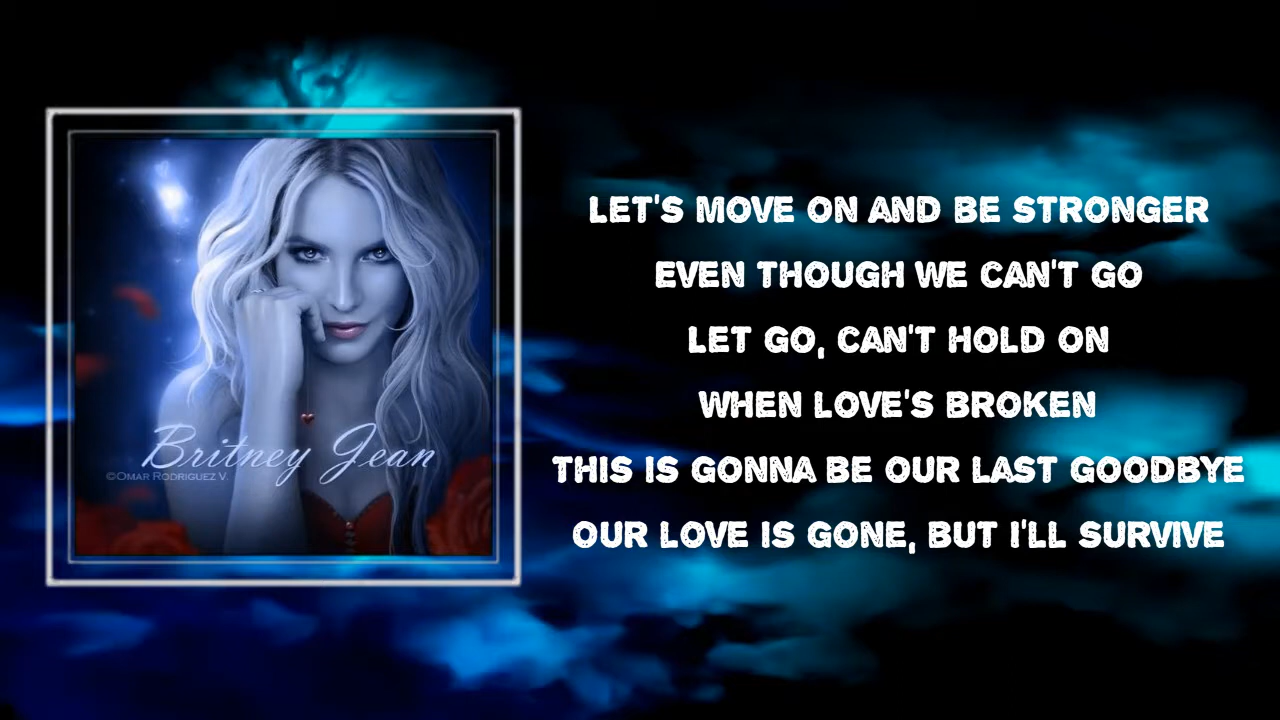 Britney Jean
©Omar Rodriguez V.
LET'S MOVE ON AND BE STRONGER
EVEN THOUGH WE CAN'T GO
LET GO, CAN'T HOLD ON
WHEN LOVE'S BROKEN
THIS IS GONNA BE OUR LAST GOODBYE
OUR LOVE IS GONE, BUT I'LL SURVIVE